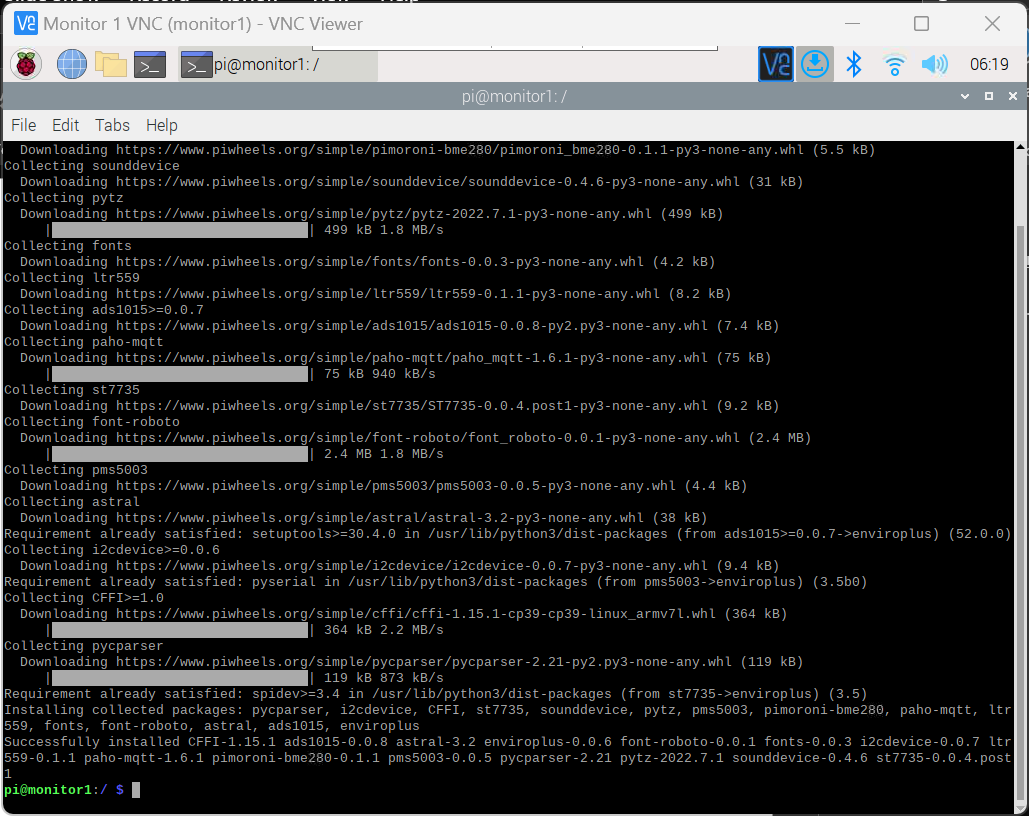 Monitor 1 VNC (monitor1) - VNC Viewer
pi@monitor1: /
06:19
pi@monitor1: /
File Edit Tabs Help
Downloading https://www.piwheels.org/simple/pimoroni-bme280/pimoroni_bme280-0.1.1-py3-none-any.whl (5.5 kB)
Collecting sounddevice
Downloading https://www.piwheels.org/simple/sounddevice/sounddevice-0.4.6-py3-none-any.whl (31 kB)
Collecting pytz
Downloading https://www.piwheels.org/simple/pytz/pytz-2022.7.1-py3-none-any.whl (499 kB)
| | 499 kB 1.8 MB/s
Collecting fonts
Downloading https://www.piwheels.org/simple/fonts/fonts-0.0.3-py3-none-any.whl (4.2 kB)
Collecting ltr559
Downloading https://www.piwheels.org/simple/ltr559/ltr559-0.1.1-py3-none-any.whl (8.2 kB)
Collecting ads1015>=0.0.7
Downloading https://www.piwheels.org/simple/ads1015/ads1015-0.0.8-py2.py3-none-any.whl (7.4 kB)
Collecting paho-mqtt
Downloading https://www.piwheels.org/simple/paho-mqtt/paho_mqtt-1.6.1-py3-none-any.whl (75 kB)
| | 75 kB 940 kB/s
Collecting st7735
Downloading https://www.piwheels.org/simple/st7735/ST7735-0.0.4.post1-py3-none-any.whl (9.2 kB)
Collecting font-roboto
Downloading https://www.piwheels.org/simple/font-roboto/font_roboto-0.0.1-py3-none-any.whl (2.4 MB)
| | 2.4 MB 1.8 MB/s
Collecting pms5003
Downloading https://www.piwheels.org/simple/pms5003/pms5003-0.0.5-py3-none-any.whl (4.4 kB)
Collecting astral
Downloading https://www.piwheels.org/simple/astral/astral-3.2-py3-none-any.whl (38 kB)
Requirement already satisfied: setuptools>=30.4.0 in /usr/lib/python3/dist-packages (from ads1015>=0.0.7->enviroplus) (52.0.0)
Collecting i2cdevice>=0.0.6
Downloading https://www.piwheels.org/simple/i2cdevice/i2cdevice-0.0.7-py3-none-any.whl (9.4 kB)
Requirement already satisfied: pyserial in /usr/lib/python3/dist-packages (from pms5003->enviroplus) (3.5b0)
Collecting CFFI>=1.0
Downloading https://www.piwheels.org/simple/cffi/cffi-1.15.1-cp39-cp39-linux_armv7l.whl (364 kB)
| | 364 kB 2.2 MB/s
Collecting pycparser
Downloading https://www.piwheels.org/simple/pycparser/pycparser-2.21-py2.py3-none-any.whl (119 kB)
| | 119 kB 873 kB/s
Requirement already satisfied: spidev>=3.4 in /usr/lib/python3/dist-packages (from st7735->enviroplus) (3.5)
Installing collected packages: pycparser, i2cdevice, CFFI, st7735, sounddevice, pytz, pms5003, pimoroni-bme280, paho-mqtt, ltr
559, fonts, font-roboto, astral, ads1015, enviroplus
Successfully installed CFFI-1.15.1 ads1015-0.0.8 astral-3.2 enviroplus-0.0.6 font-roboto-0.0.1 fonts-0.0.3 i2cdevice-0.0.7 ltr
559-0.1.1 paho-mqtt-1.6.1 pimoroni-bme280-0.1.1 pms5003-0.0.5 pycparser-2.21 pytz-2022.7.1 sounddevice-0.4.6 st7735-0.0.4.post
1
pi@monitor1:/ $